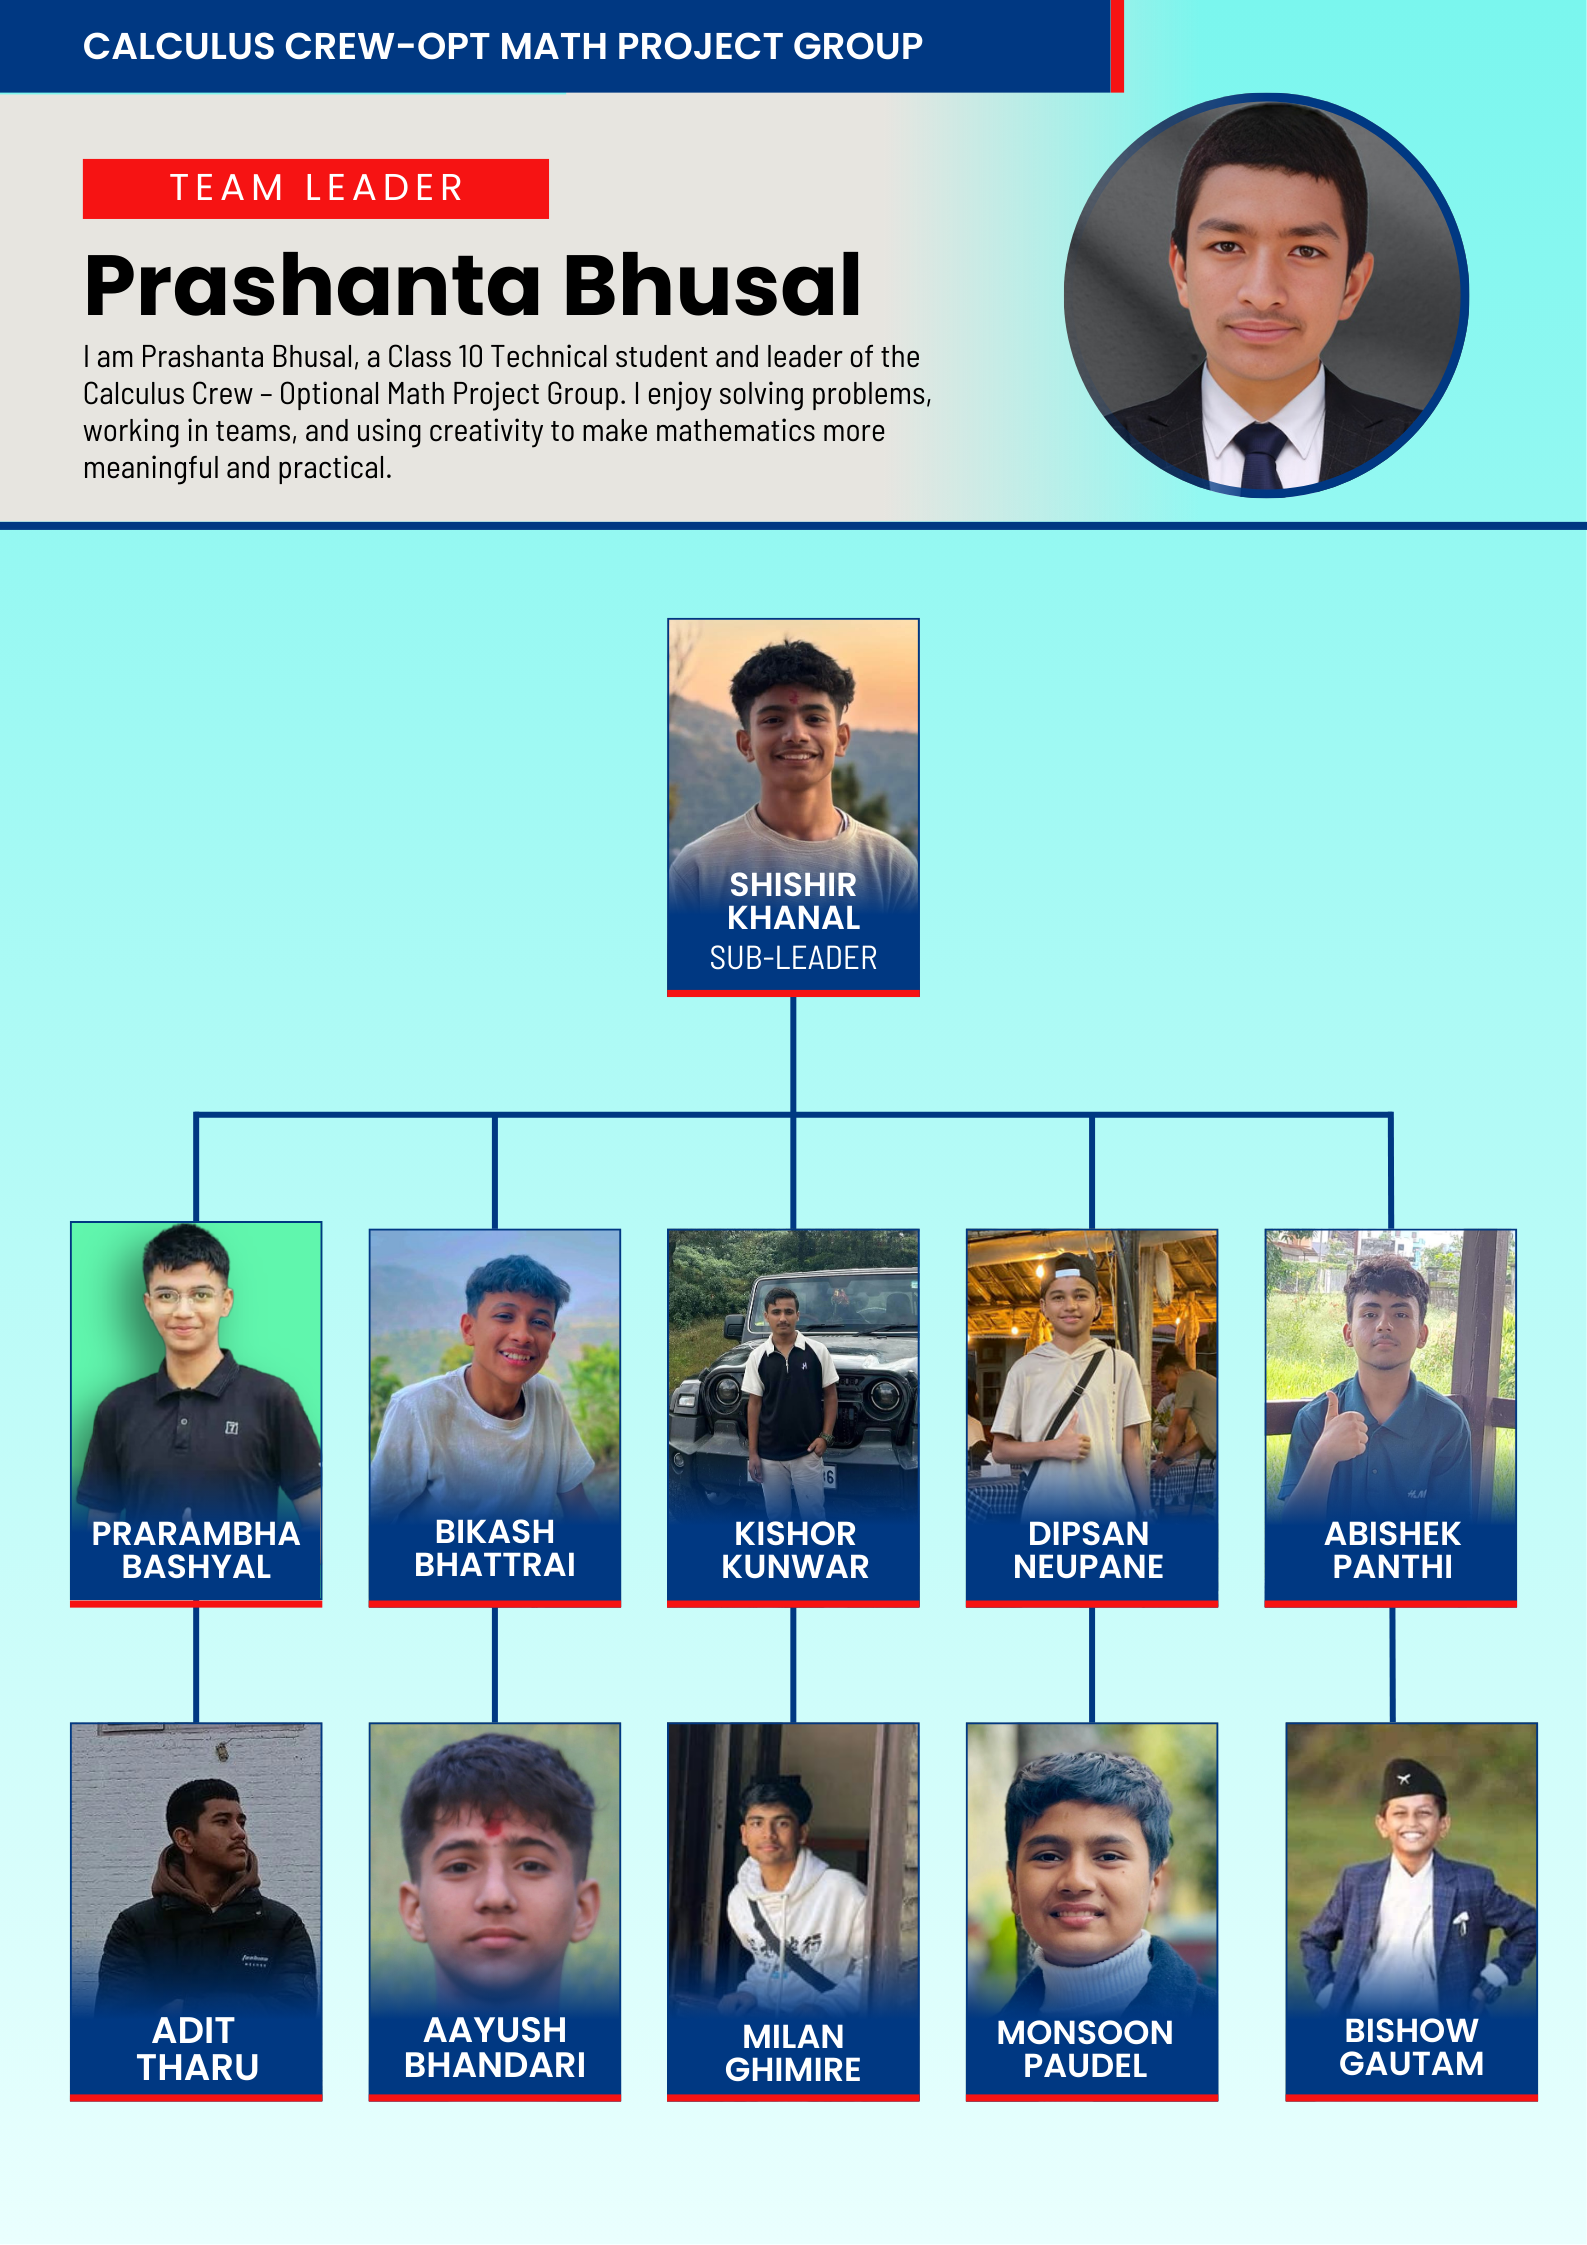 CALCULUS CREW-OPT MATH PROJECT GROUP
TEAM LEADER
Prashanta Bhusal
I am Prashanta Bhusal, a Class 10 Technical student and leader of the
Calculus Crew – Optional Math Project Group. I enjoy solving problems,
working in teams, and using creativity to make mathematics more
meaningful and practical.
SHISHIR
KHANAL
SUB-LEADER
PRARAMBHA
BASHYAL
BIKASH
BHATTRAI
KISHOR
KUNWAR
DIPSAN
NEUPANE
ABISHEK
PANTHI
ADIT
THARU
AAYUSH
BHANDARI
MILAN
GHIMIRE
MONSOON
PAUDEL
BISHOW
GAUTAM